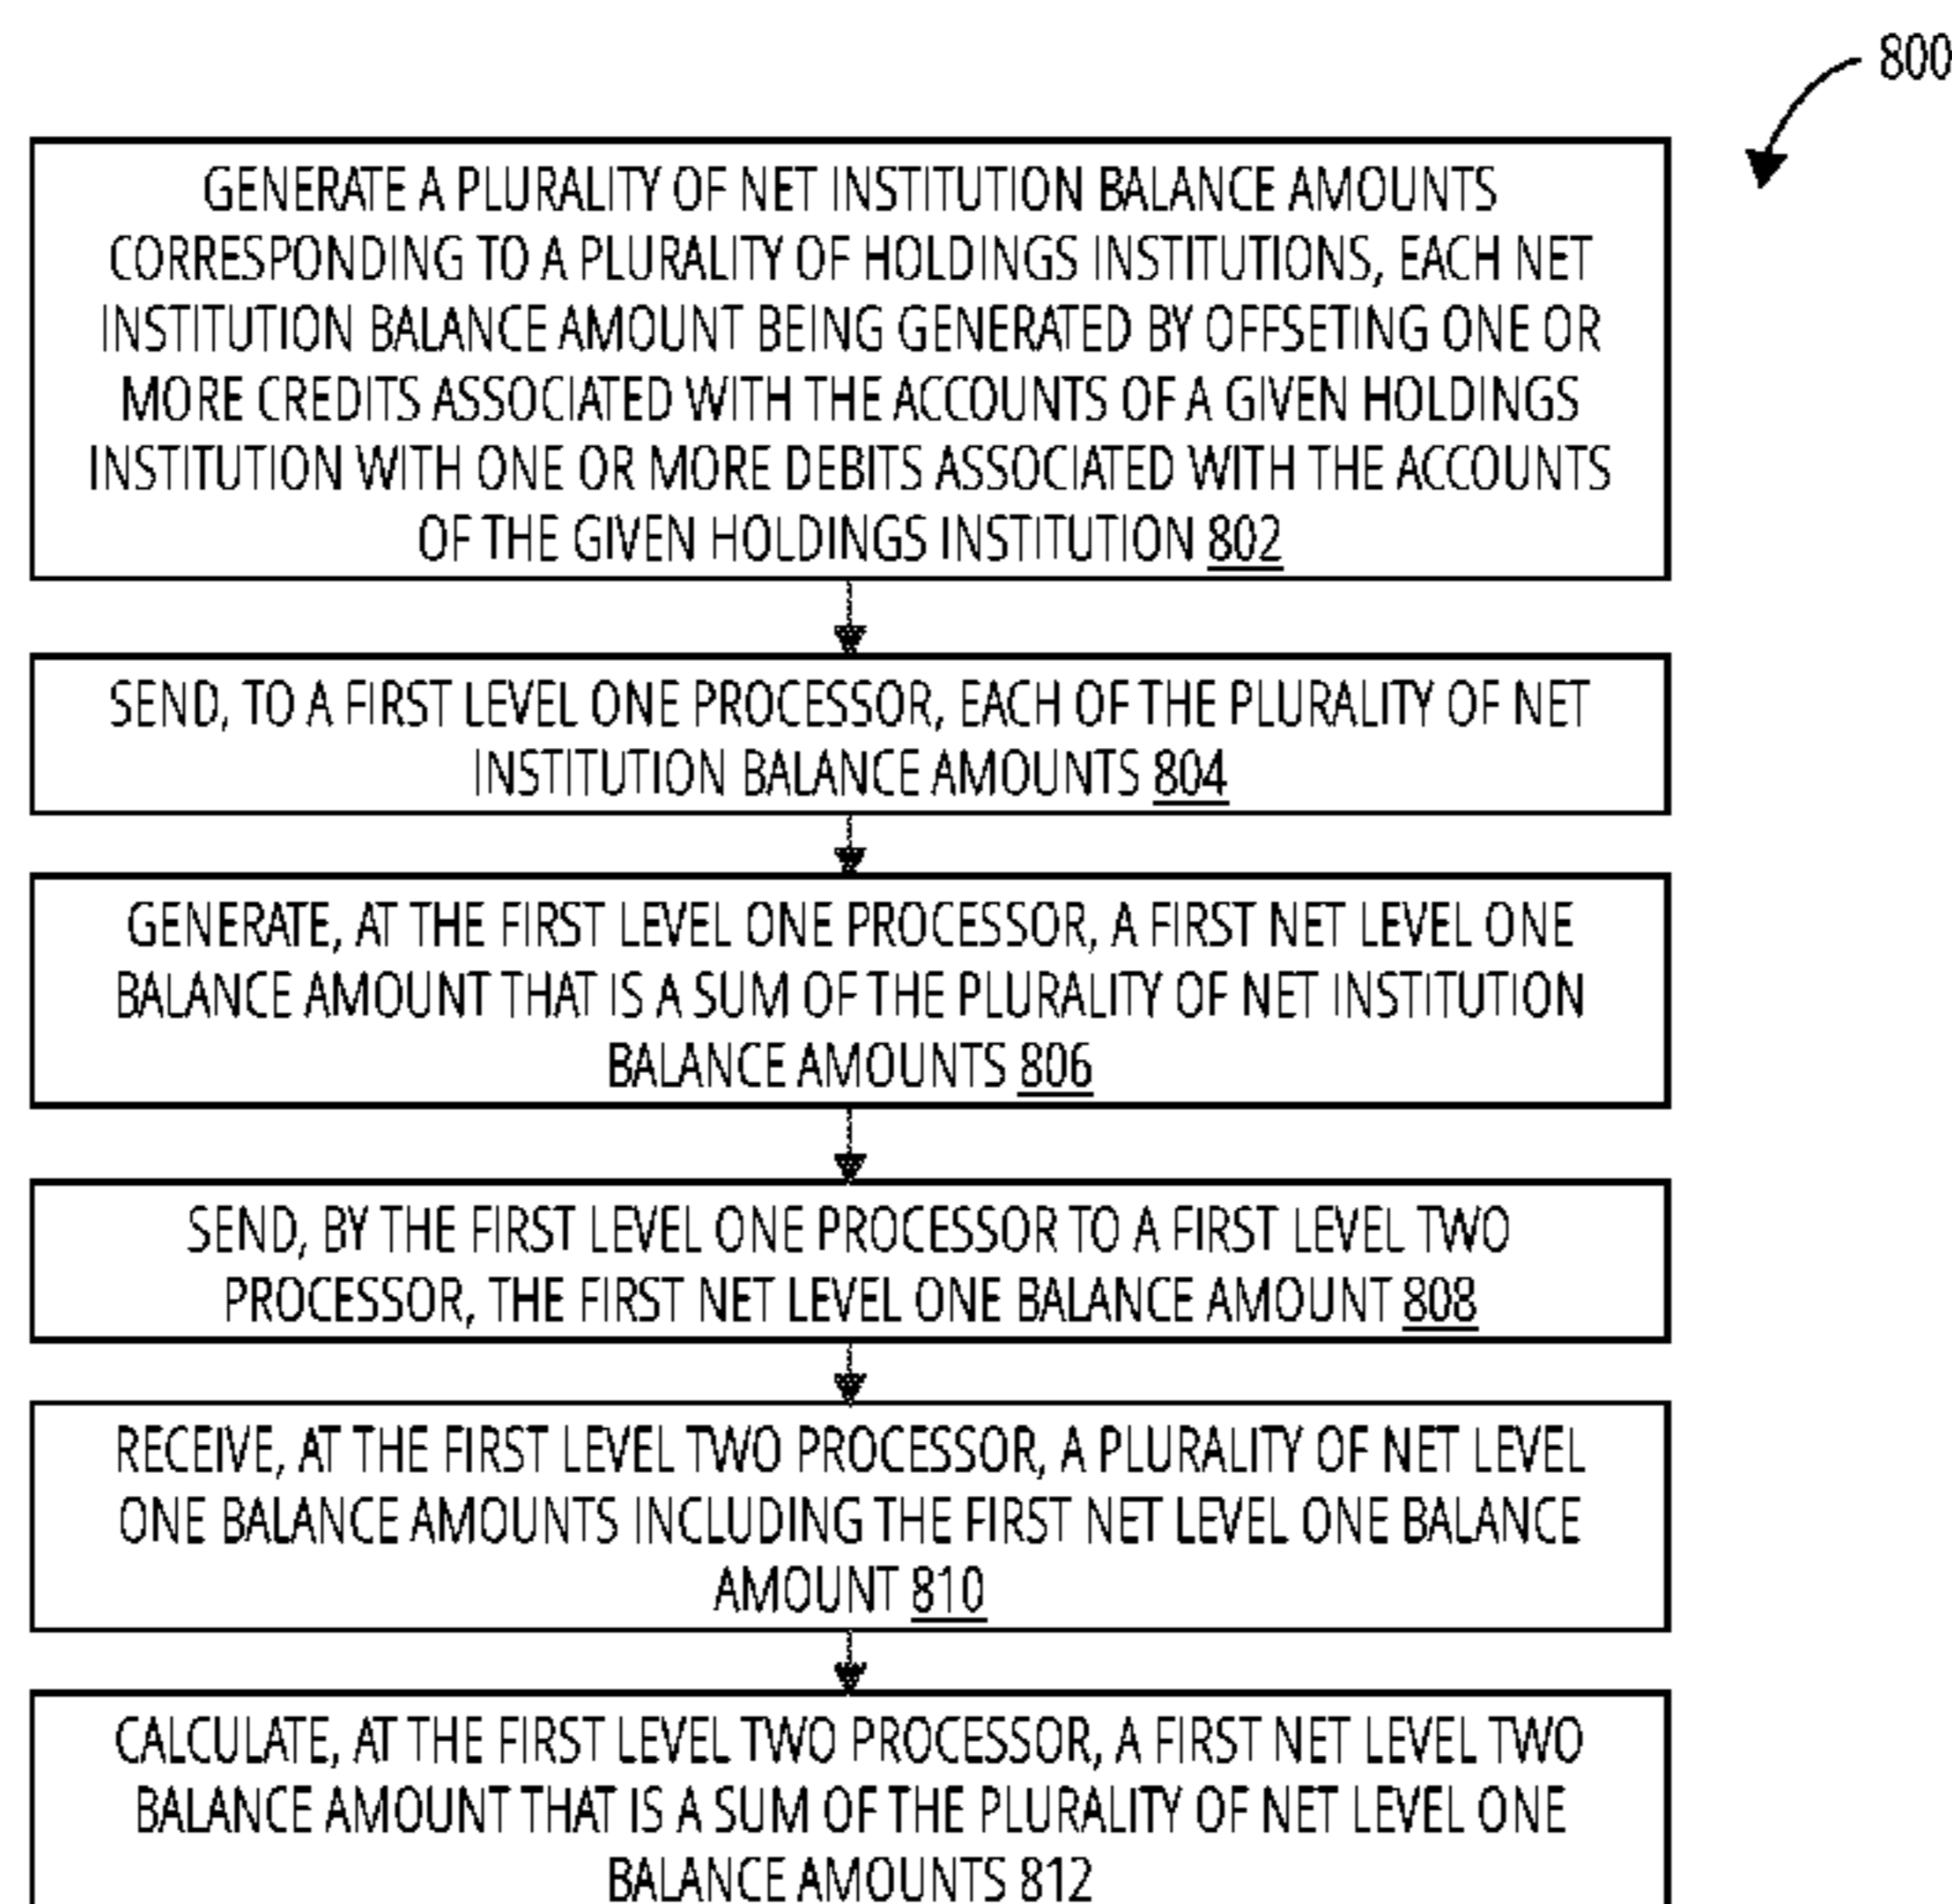 800
GENERATE A PLURALITY OF NET INSTITUTION BALANCE AMOUNTS
CORRESPONDING TO A PLURALITY OF HOLDINGS INSTITUTIONS, EACH NET
INSTITUTION BALANCE AMOUNT BEING GENERATED BY OFFSETING ONE OR
MORE CREDITS ASSOCIATED WITH THE ACCOUNTS OF A GIVEN HOLDINGS
INSTITUTION WITH ONE OR MORE DEBITS ASSOCIATED WITH THE ACCOUNTS
OF THE GIVEN HOLDINGS INSTITUTION 802
SEND, TO A FIRST LEVEL ONE PROCESSOR, EACH OF THE PLURALITY OF NET
INSTITUTION BALANCE AMOUNTS 804
GENERATE, AT THE FIRST LEVEL ONE PROCESSOR, A FIRST NET LEVEL ONE
BALANCE AMOUNT THAT IS A SUM OF THE PLURALITY OF NET INSTITUTION
BALANCE AMOUNTS 806
SEND, BY THE FIRST LEVEL ONE PROCESSOR TO A FIRST LEVEL TWO
PROCESSOR, THE FIRST NET LEVEL ONE BALANCE AMOUNT 808
RECEIVE, AT THE FIRST LEVEL TWO PROCESSOR, A PLURALITY OF NET LEVEL
ONE BALANCE AMOUNTS INCLUDING THE FIRST NET LEVEL ONE BALANCE
AMOUNT 810
CALCULATE, AT THE FIRST LEVEL TWO PROCESSOR, A FIRST NET LEVEL TWO
BALANCE AMOUNT THAT IS A SUM OF THE PLURALITY OF NET LEVEL ONE
BALANCE AMOUNTS 812